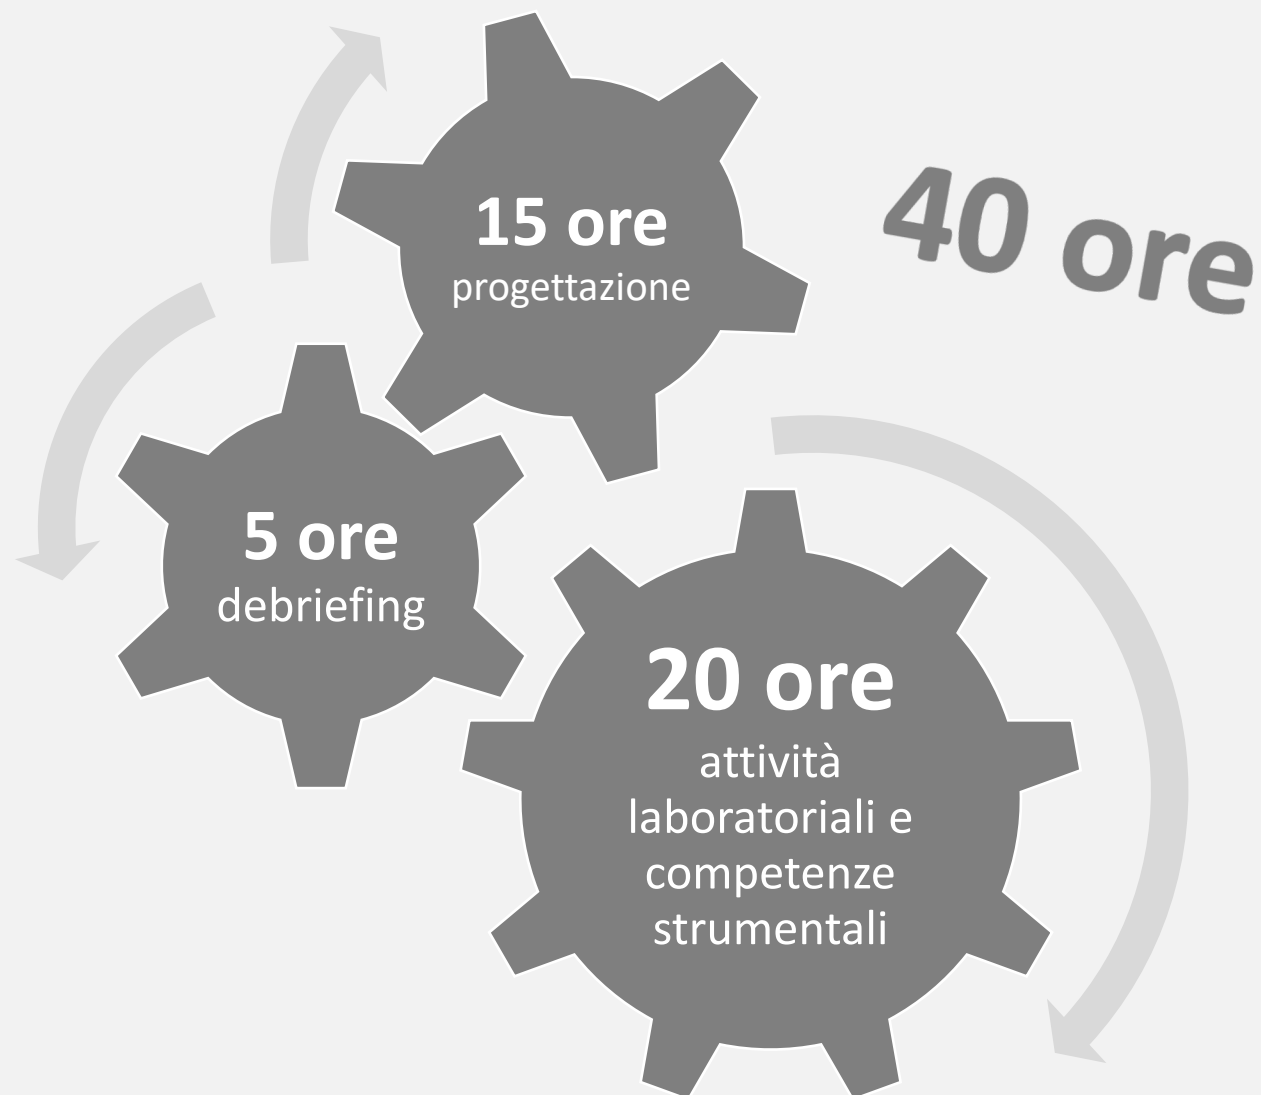 15 ore
progettazione
40 ore
5 ore
debriefing
20 ore
attività
laboratoriali e
competenze
strumentali